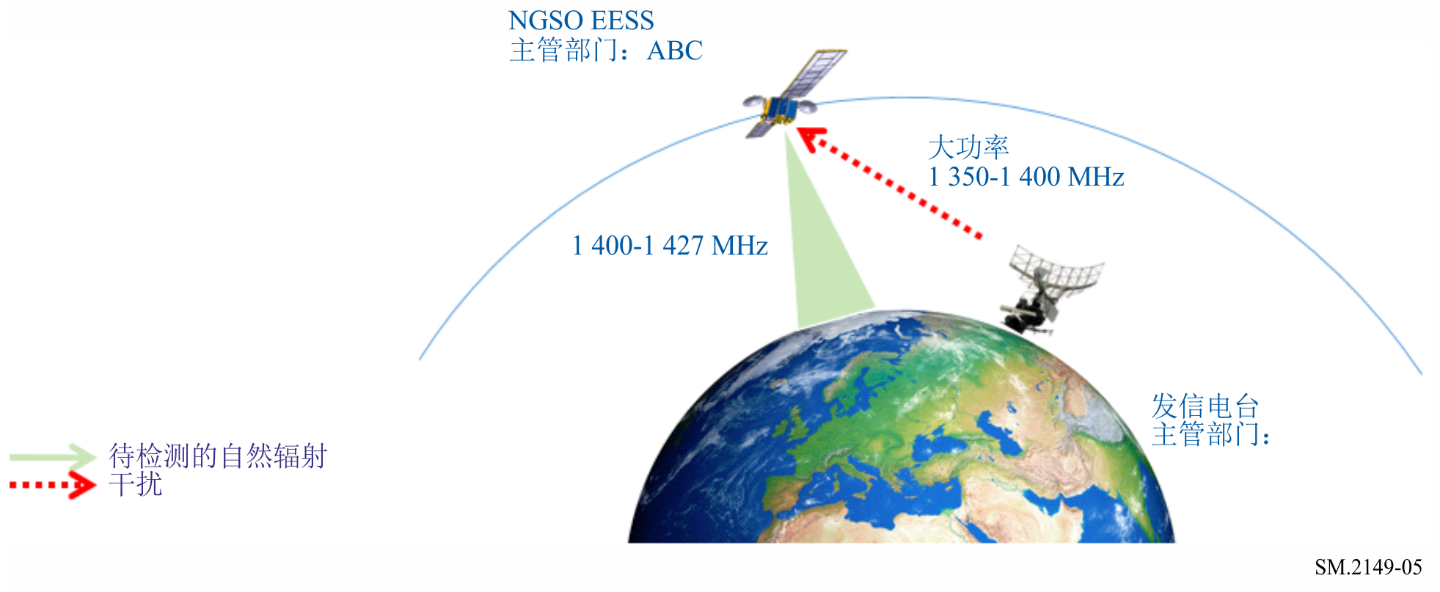 NGSO EESS
主管部门：ABC
大功率
1 350-1 400 MHz
1 400-1 427 MHz
发信电台
主管部门：
待检测的自然辐射
干扰
SM.2149-05